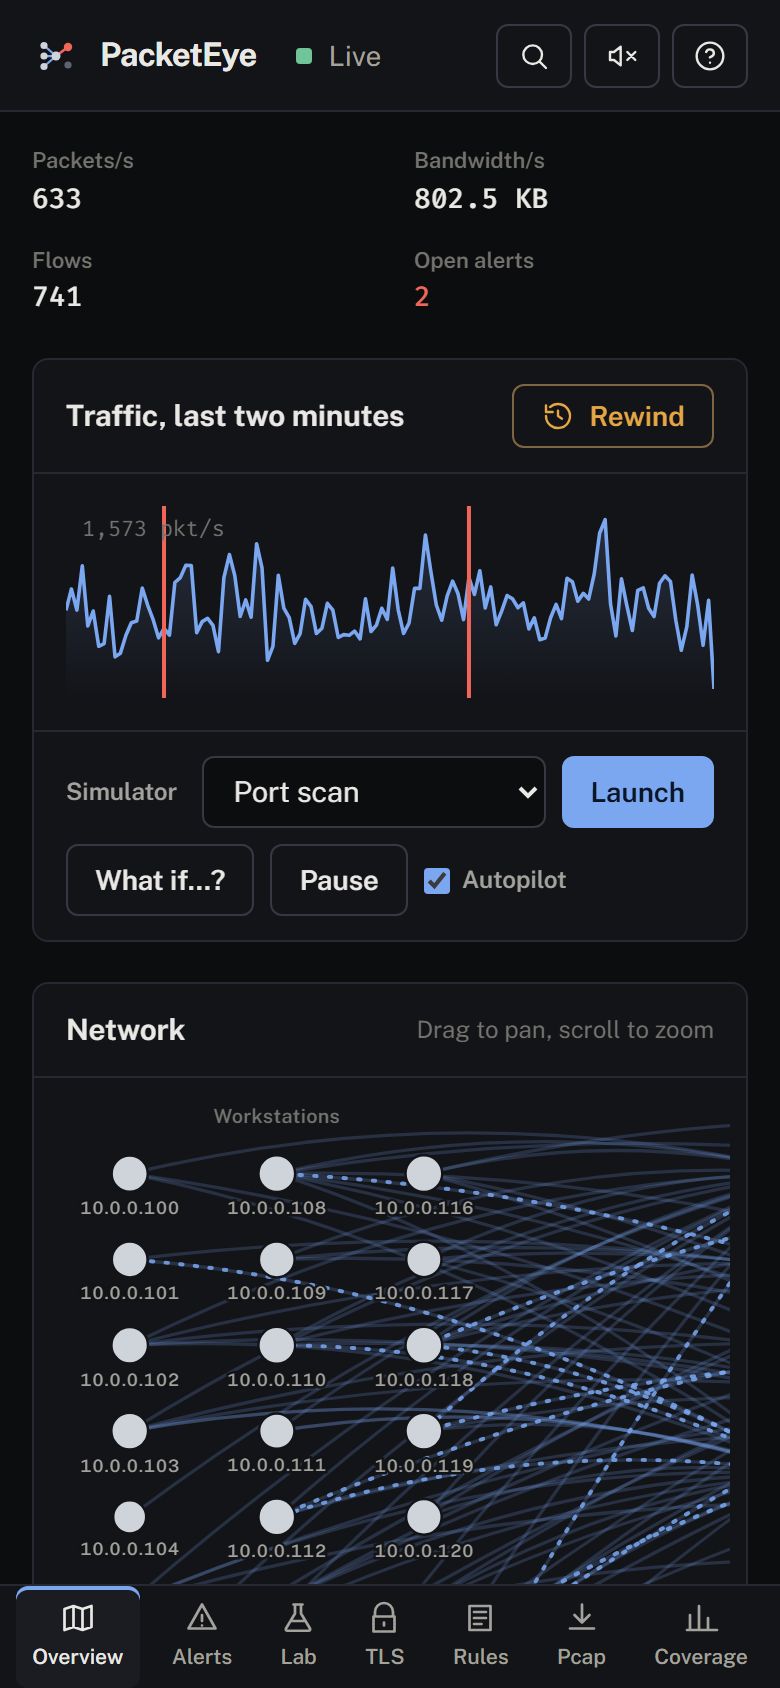 PacketEye Live
Packets/s Bandwidth/s
633 802.5 KB
Flows Open alerts
741 2
Traffic, last two minutes Rewind
1,573 pkt/s
Simulator Port scan Launch
What if...? Pause Autopilot
Network Drag to pan, scroll to zoom
Workstations
10.0.0.100 10.0.0.108 10.0.0.116
10.0.0.101 10.0.0.109 10.0.0.117
10.0.0.102 10.0.0.110 10.0.0.118
10.0.0.103 10.0.0.111 10.0.0.119
10.0.0.104 10.0.0.112 10.0.0.120
Overview Alerts Lab TLS Rules Pcap Coverage